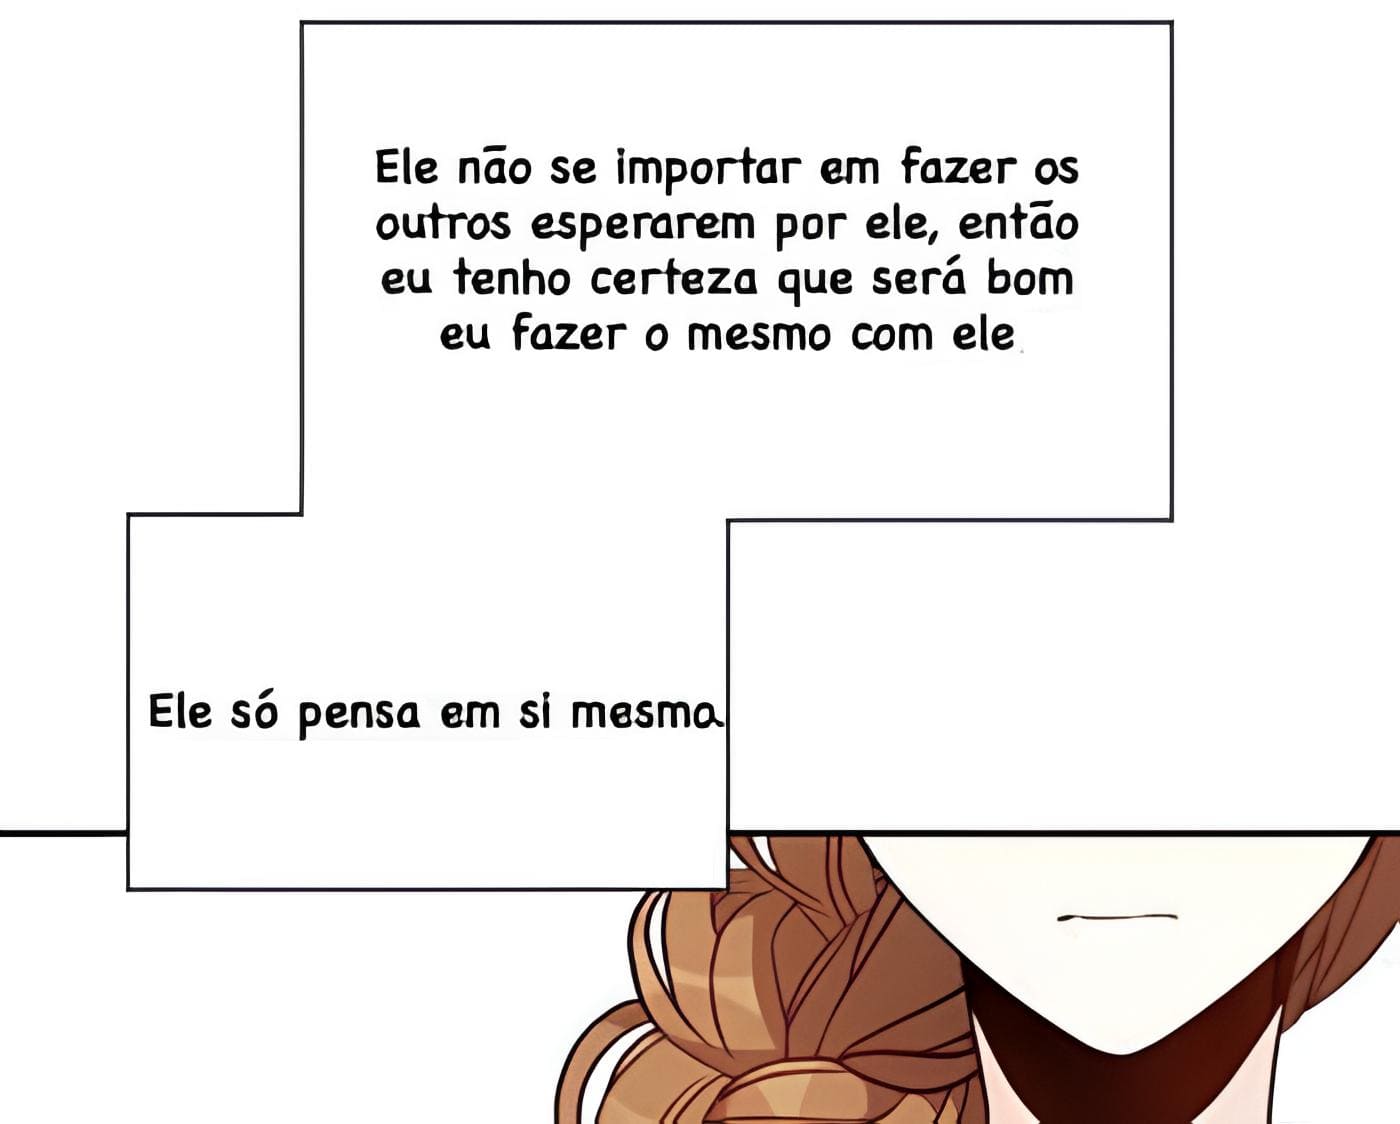 Ele não se importar em fazer os
outros esperarem por ele, então
eu tenho certeza que será bom
eu fazer o mesmo com ele.
Ele só pensa em si mesmo